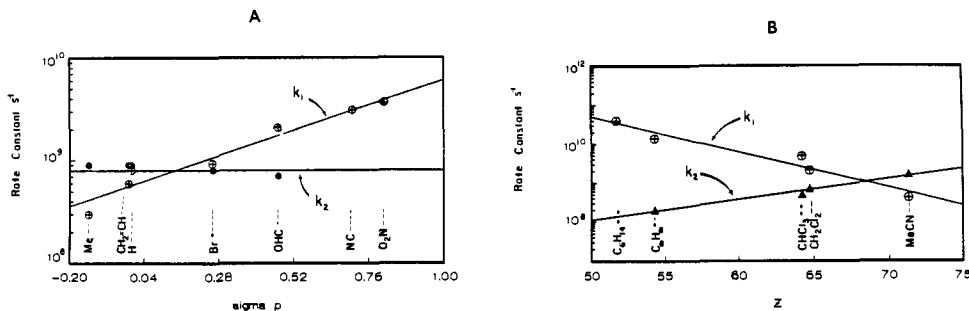 A
Rate Constant s⁻¹
10¹⁰
10⁹
10⁸
k₁
k₂
Me
CH₂=CH
H
Br
OHC
NC
O₂N
-0.20 0.04 0.28 0.52 0.76 1.00
sigma p
B
Rate Constant s⁻¹
10¹²
10¹⁰
10⁸
k₁
k₂
C₆H₁₄
C₆H₆
CHCl₃
CH₂Cl₂
MeCN
50 55 60 65 70 75
Z